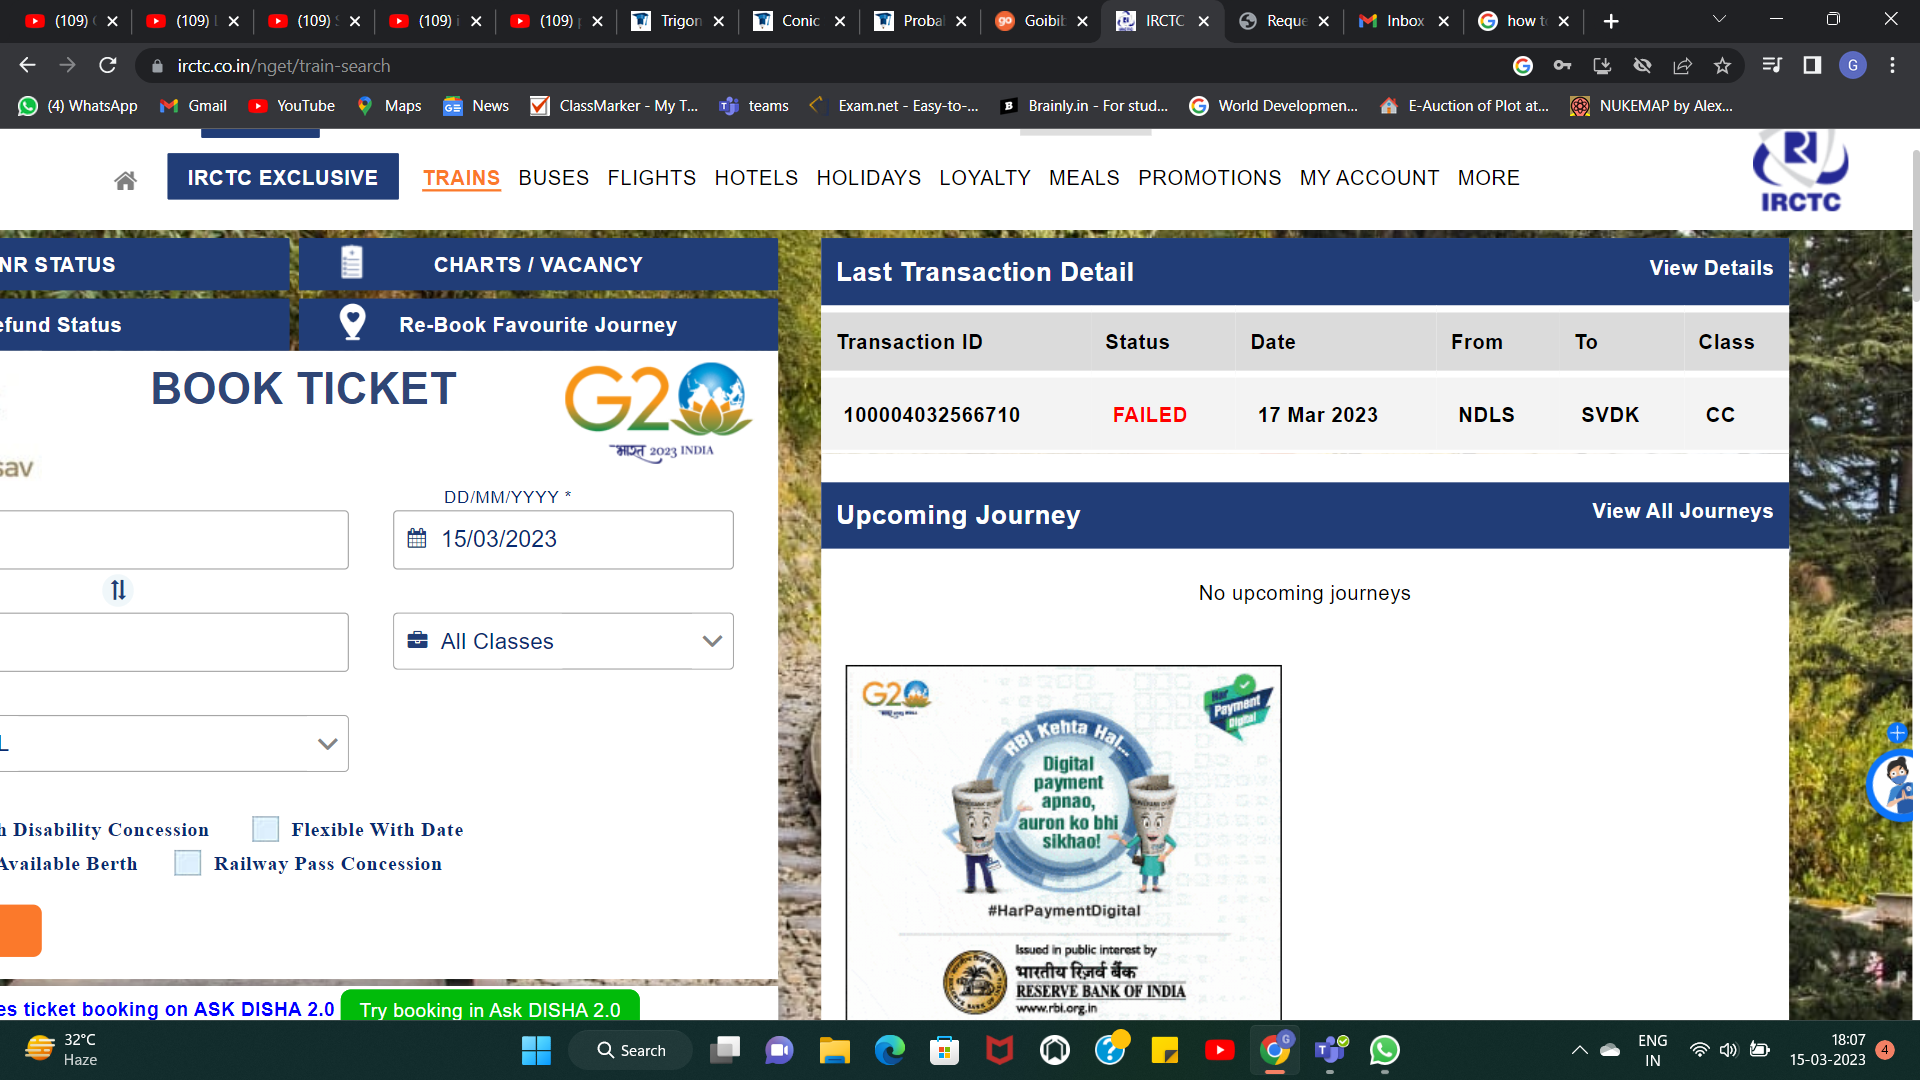 (109)
(109)
(109)
(109)
(109)
Trigon
Conic
Probal
Goibib
IRCTC
Reque
Inbox
how t
irctc.co.in/nget/train-search
G
(4) WhatsApp
Gmail
YouTube
Maps
News
ClassMarker - My T...
teams
Exam.net - Easy-to-...
Brainly.in - For stud...
World Developmen...
E-Auction of Plot at...
NUKEMAP by Alex...
IRCTC EXCLUSIVE
TRAINS
BUSES
FLIGHTS
HOTELS
HOLIDAYS
LOYALTY
MEALS
PROMOTIONS
MY ACCOUNT
MORE
IRCTC
NR STATUS
CHARTS / VACANCY
efund Status
Re-Book Favourite Journey
BOOK TICKET
G20
भारत 2023 INDIA
sav
DD/MM/YYYY *
15/03/2023
All Classes
L
h Disability Concession
Flexible With Date
Available Berth
Railway Pass Concession
es ticket booking on ASK DISHA 2.0
Try booking in Ask DISHA 2.0
Last Transaction Detail
View Details
Transaction ID Status Date From To Class
100004032566710 FAILED 17 Mar 2023 NDLS SVDK CC
Upcoming Journey
View All Journeys
No upcoming journeys
G20
Har
Payment
Digital
RBI Kehta Hai...
Digital
payment
apnao,
auron ko bhi
sikhao!
#HarPaymentDigital
Issued in public interest by
भारतीय रिज़र्व बैंक
RESERVE BANK OF INDIA
www.rbi.org.in
32°C
Haze
Search
ENG
IN
18:07
15-03-2023
4